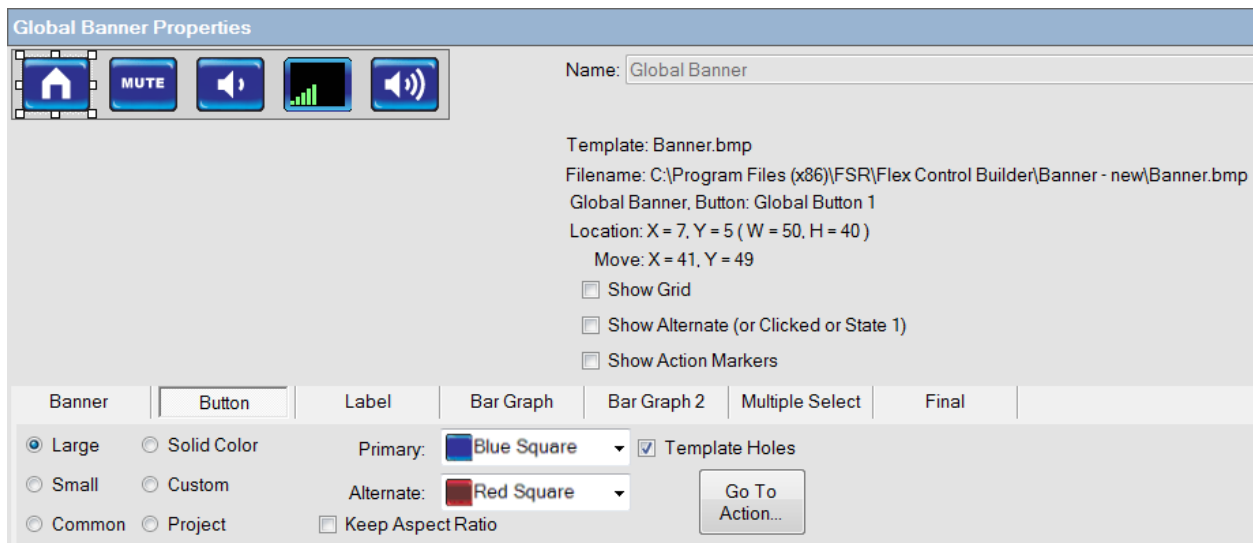 Global Banner Properties
MUTE
Name: Global Banner
Template: Banner.bmp
Filename: C:\Program Files (x86)\FSR\Flex Control Builder\Banner - new\Banner.bmp
Global Banner, Button: Global Button 1
Location: X = 7, Y = 5 ( W = 50, H = 40 )
Move: X = 41, Y = 49
Show Grid
Show Alternate (or Clicked or State 1)
Show Action Markers
Banner Button Label Bar Graph Bar Graph 2 Multiple Select Final
Large Solid Color Primary: Blue Square Template Holes
Small Custom Alternate: Red Square Go To
Action...
Common Project Keep Aspect Ratio